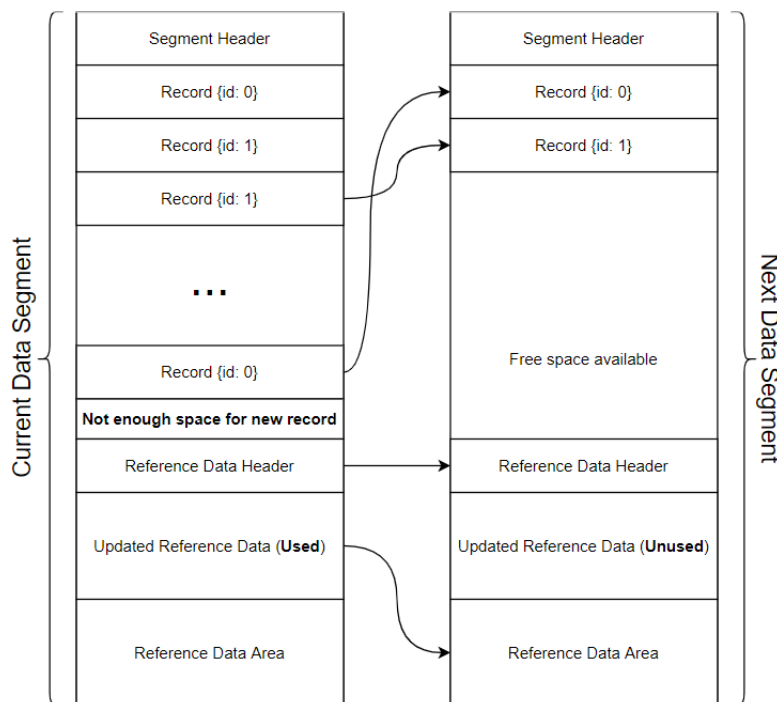 Current Data Segment
Segment Header
Record {id: 0}
Record {id: 1}
Record {id: 1}
...
Record {id: 0}
Not enough space for new record
Reference Data Header
Updated Reference Data (Used)
Reference Data Area
Segment Header
Record {id: 0}
Record {id: 1}
Free space available
Reference Data Header
Updated Reference Data (Unused)
Reference Data Area
Next Data Segment